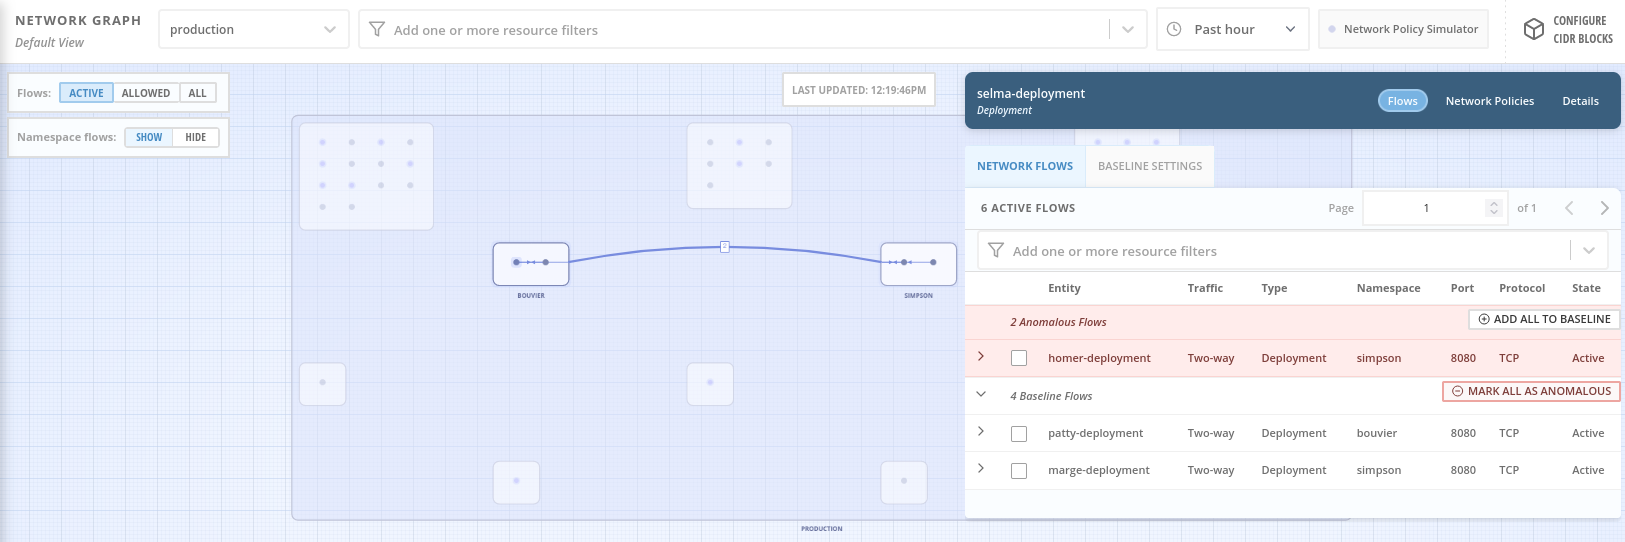 NETWORK GRAPH
Default View
production
Add one or more resource filters
Past hour
Network Policy Simulator
CONFIGURE
CIDR BLOCKS
Flows: ACTIVE ALLOWED ALL
Namespace flows: SHOW HIDE
LAST UPDATED: 12:19:46PM
BOUVIER
SIMPSON
PRODUCTION
selma-deployment
Deployment
Flows Network Policies Details
NETWORK FLOWS BASELINE SETTINGS
6 ACTIVE FLOWS Page 1 of 1
Add one or more resource filters
Entity Traffic Type Namespace Port Protocol State
2 Anomalous Flows ADD ALL TO BASELINE
homer-deployment Two-way Deployment simpson 8080 TCP Active
4 Baseline Flows MARK ALL AS ANOMALOUS
patty-deployment Two-way Deployment bouvier 8080 TCP Active
marge-deployment Two-way Deployment simpson 8080 TCP Active